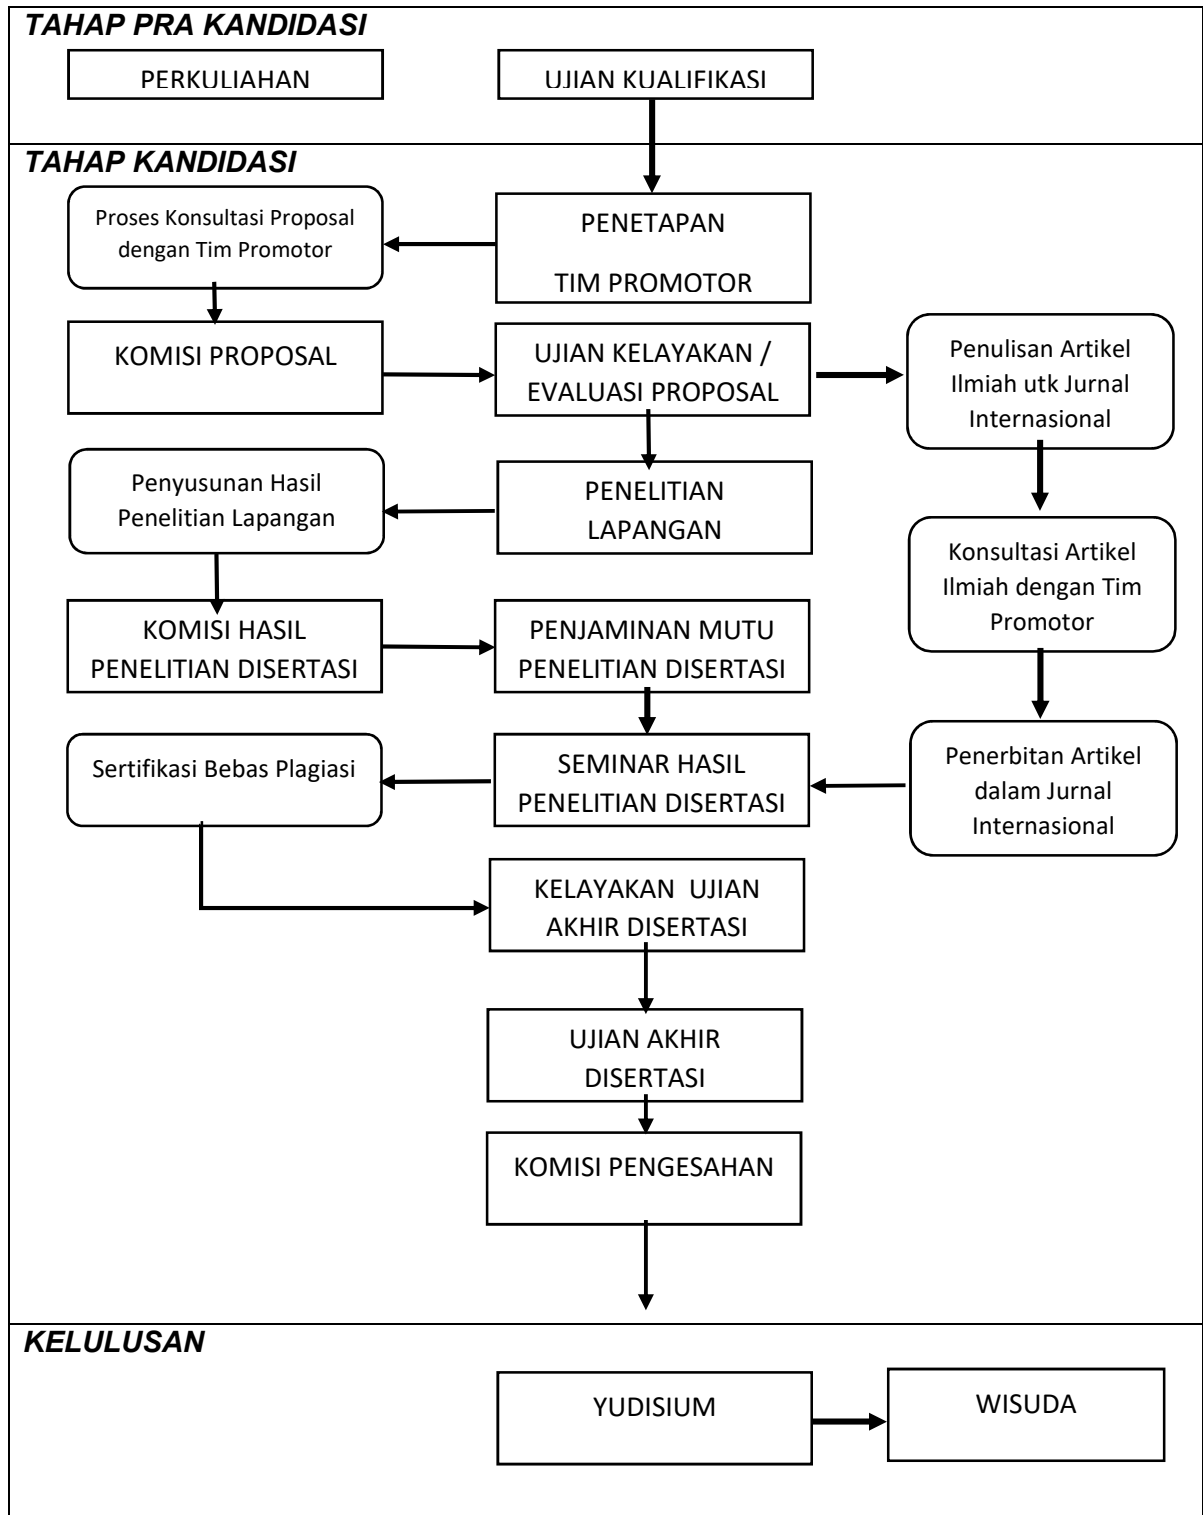 TAHAP PRA KANDIDASI
PERKULIAHAN
UJIAN KUALIFIKASI
TAHAP KANDIDASI
Proses Konsultasi Proposal
dengan Tim Promotor
PENETAPAN
TIM PROMOTOR
KOMISI PROPOSAL
UJIAN KELAYAKAN /
EVALUASI PROPOSAL
Penulisan Artikel
Ilmiah utk Jurnal
Internasional
Penyusunan Hasil
Penelitian Lapangan
PENELITIAN
LAPANGAN
Konsultasi Artikel
Ilmiah dengan Tim
Promotor
KOMISI HASIL
PENELITIAN DISERTASI
PENJAMINAN MUTU
PENELITIAN DISERTASI
Sertifikasi Bebas Plagiasi
SEMINAR HASIL
PENELITIAN DISERTASI
Penerbitan Artikel
dalam Jurnal
Internasional
KELAYAKAN UJIAN
AKHIR DISERTASI
UJIAN AKHIR
DISERTASI
KOMISI PENGESAHAN
KELULUSAN
YUDISIUM
WISUDA